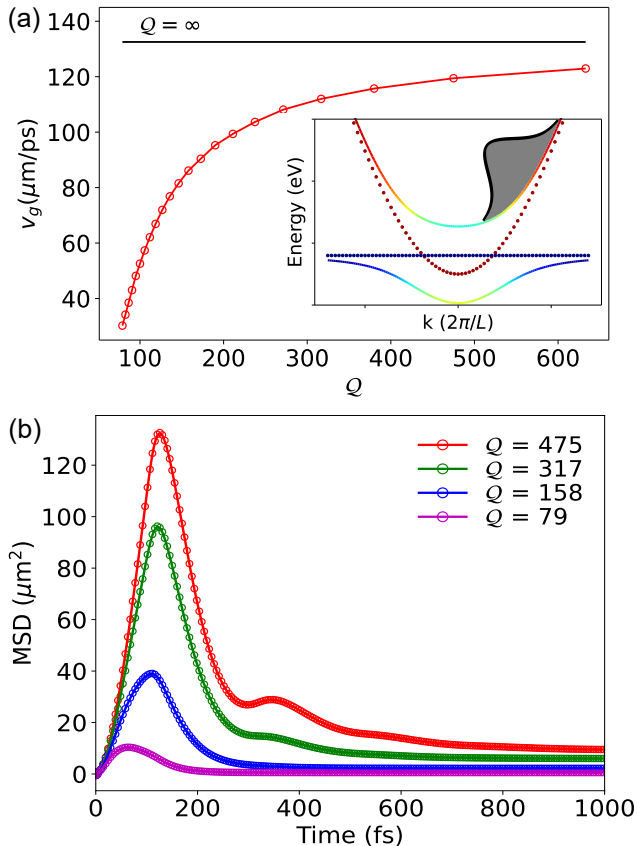 (a)
𝒬 = ∞
140
120
100
80
60
40
v_g(μm/ps)
Energy (eV)
k (2π/L)
100 200 300 400 500 600
𝒬
(b)
𝒬 = 475
𝒬 = 317
𝒬 = 158
𝒬 = 79
120
100
80
60
40
20
0
MSD (μm²)
0 200 400 600 800 1000
Time (fs)